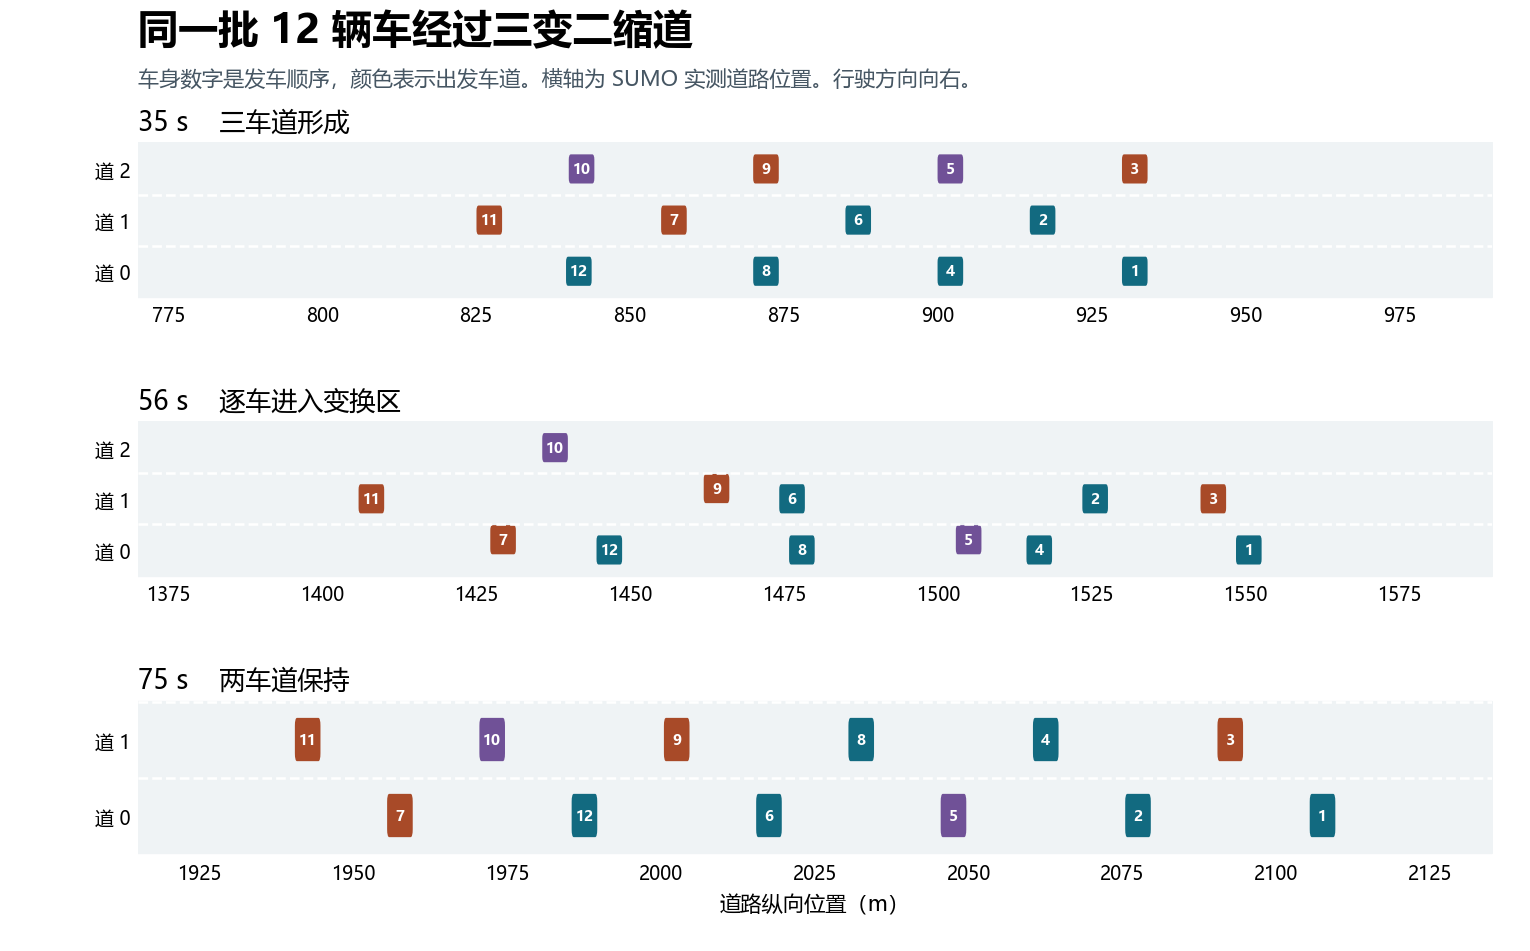 同一批 12 辆车经过三变二缩道
车身数字是发车顺序，颜色表示出发车道。横轴为 SUMO 实测道路位置。行驶方向向右。
35 s 三车道形成
道 2 10 9 5 3
道 1 11 7 6 2
道 0 12 8 4 1
775 800 825 850 875 900 925 950 975
56 s 逐车进入变换区
道 2 10
道 1 11 9 6 2 3
道 0 7 12 8 5 4 1
1375 1400 1425 1450 1475 1500 1525 1550 1575
75 s 两车道保持
道 1 11 10 9 8 4 3
道 0 7 12 6 5 2 1
1925 1950 1975 2000 2025 2050 2075 2100 2125
道路纵向位置（m）